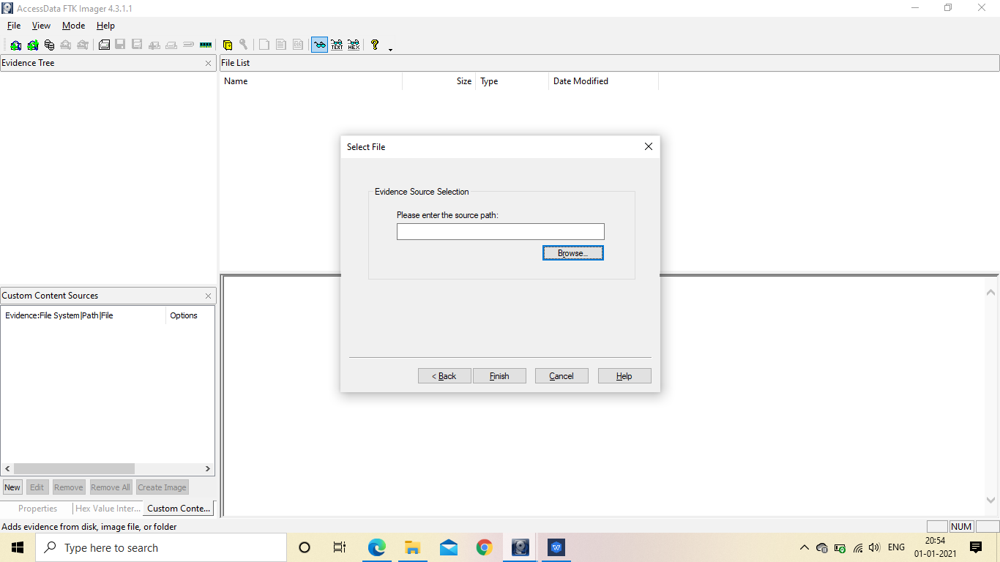 AccessData FTK Imager 4.3.1.1
File View Mode Help
TEXT HEX ?
Evidence Tree
File List
Name Size Type Date Modified
Select File
Evidence Source Selection
Please enter the source path:
Browse...
< Back Finish Cancel Help
Custom Content Sources
Evidence:File System|Path|File Options
New Edit Remove Remove All Create Image
Properties Hex Value Inter... Custom Conte...
Adds evidence from disk, image file, or folder NUM
Type here to search
ENG
20:54
01-01-2021